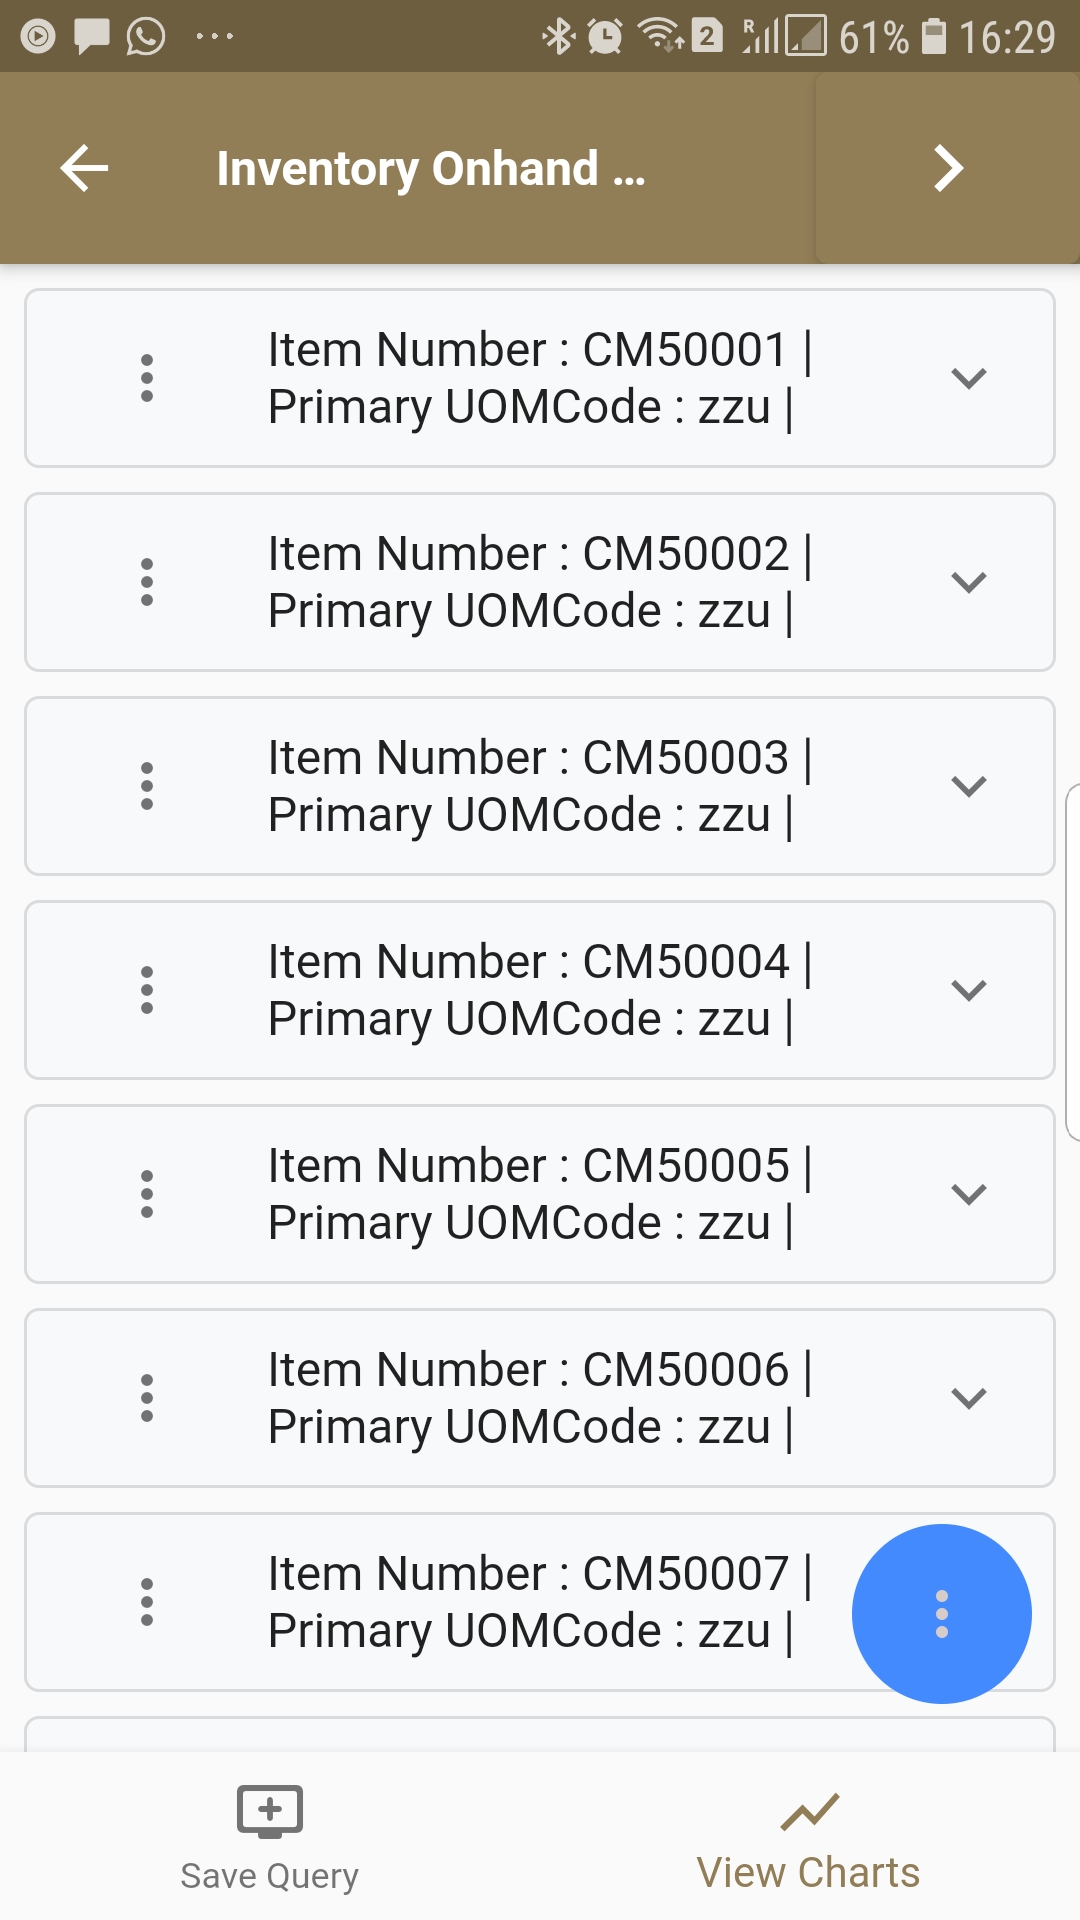 2 R 61% 16:29
Inventory Onhand ...
Item Number : CM50001 |
Primary UOMCode : zzu |
Item Number : CM50002 |
Primary UOMCode : zzu |
Item Number : CM50003 |
Primary UOMCode : zzu |
Item Number : CM50004 |
Primary UOMCode : zzu |
Item Number : CM50005 |
Primary UOMCode : zzu |
Item Number : CM50006 |
Primary UOMCode : zzu |
Item Number : CM50007 |
Primary UOMCode : zzu |
Save Query
View Charts